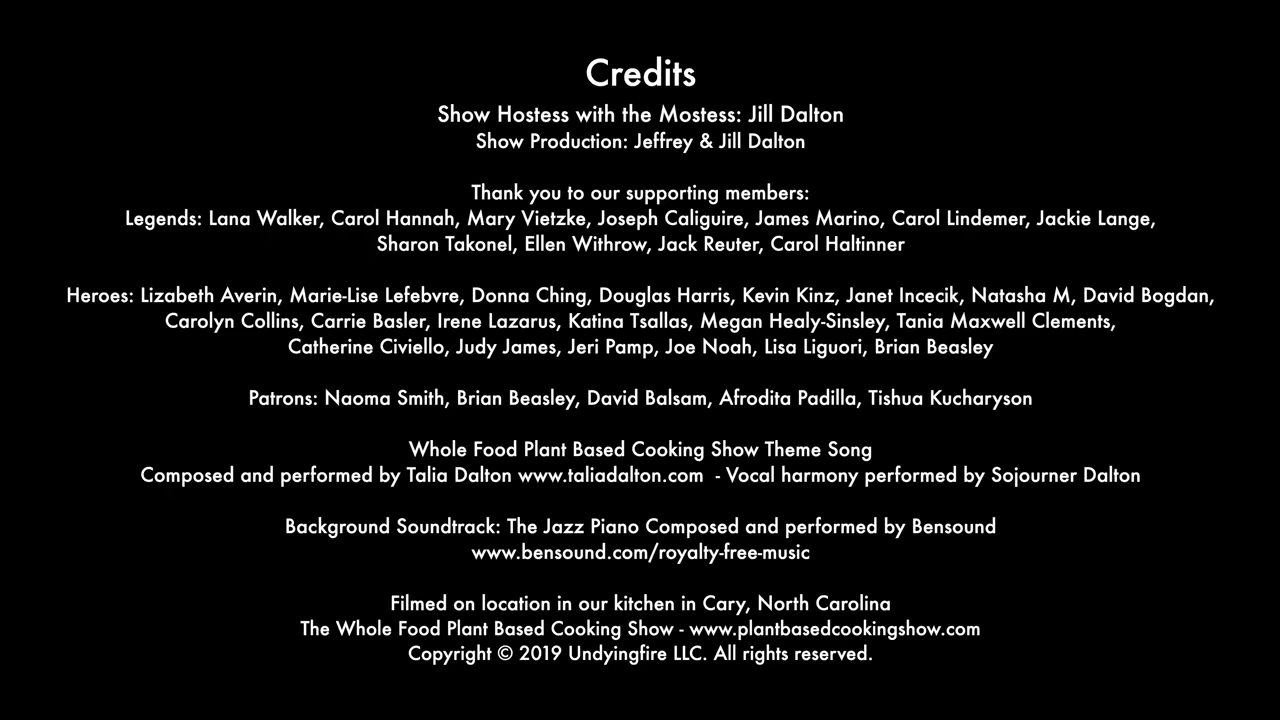 Credits
Show Hostess with the Mostess: Jill Dalton
Show Production: Jeffrey & Jill Dalton
Thank you to our supporting members:
Legends: Lana Walker, Carol Hannah, Mary Vietzke, Joseph Caliguire, James Marino, Carol Lindemer, Jackie Lange,
Sharon Takonel, Ellen Withrow, Jack Reuter, Carol Haltinner
Heroes: Lizabeth Averin, Marie-Lise Lefebvre, Donna Ching, Douglas Harris, Kevin Kinz, Janet Incecik, Natasha M, David Bogdan,
Carolyn Collins, Carrie Basler, Irene Lazarus, Katina Tsallas, Megan Healy-Sinsley, Tania Maxwell Clements,
Catherine Civiello, Judy James, Jeri Pamp, Joe Noah, Lisa Liguori, Brian Beasley
Patrons: Naoma Smith, Brian Beasley, David Balsam, Afrodita Padilla, Tishua Kucharyson
Whole Food Plant Based Cooking Show Theme Song
Composed and performed by Talia Dalton www.taliadalton.com - Vocal harmony performed by Sojourner Dalton
Background Soundtrack: The Jazz Piano Composed and performed by Bensound
www.bensound.com/royalty-free-music
Filmed on location in our kitchen in Cary, North Carolina
The Whole Food Plant Based Cooking Show - www.plantbasedcookingshow.com
Copyright © 2019 Undyingfire LLC. All rights reserved.